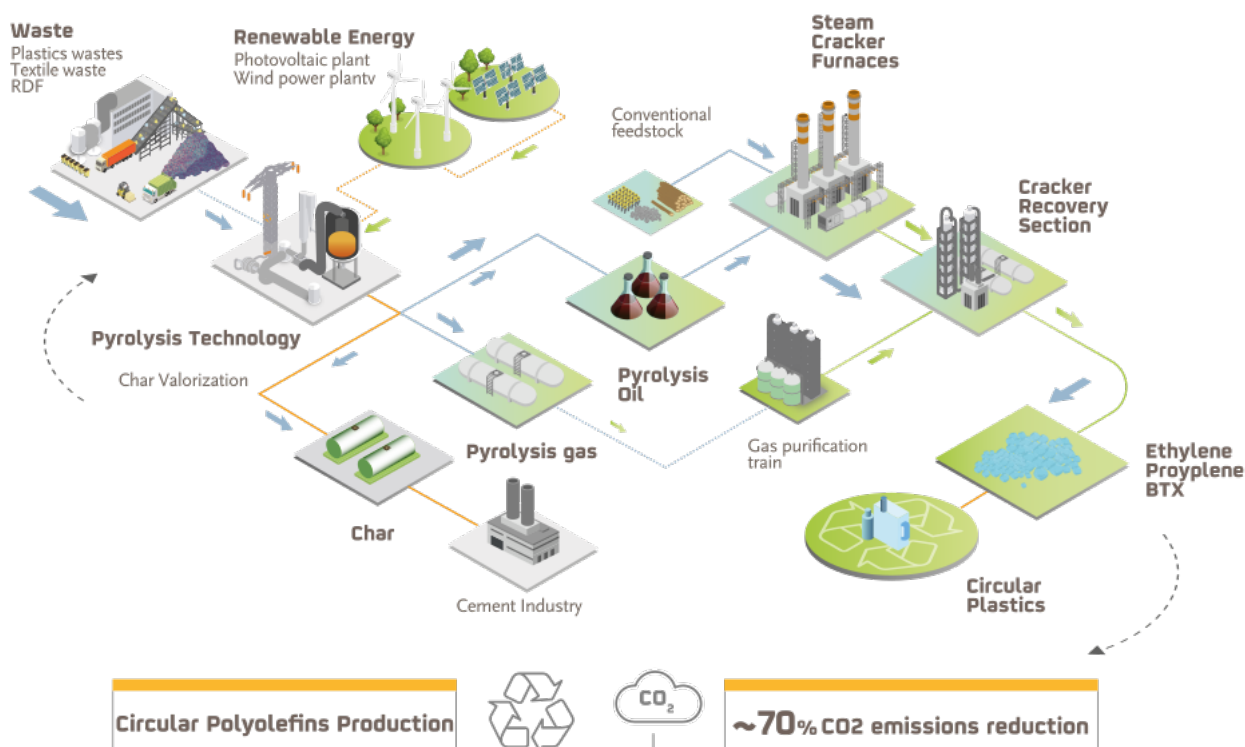 Waste
Plastics wastes
Textile waste
RDF
Renewable Energy
Photovoltaic plant
Wind power plantv
Steam
Cracker
Furnaces
Conventional
feedstock
Cracker
Recovery
Section
Pyrolysis Technology
Char Valorization
Pyrolysis
Oil
Pyrolysis gas
Gas purification
train
Ethylene
Proyplene
BTX
Char
Cement Industry
Circular
Plastics
Circular Polyolefins Production
CO2
~70% CO2 emissions reduction